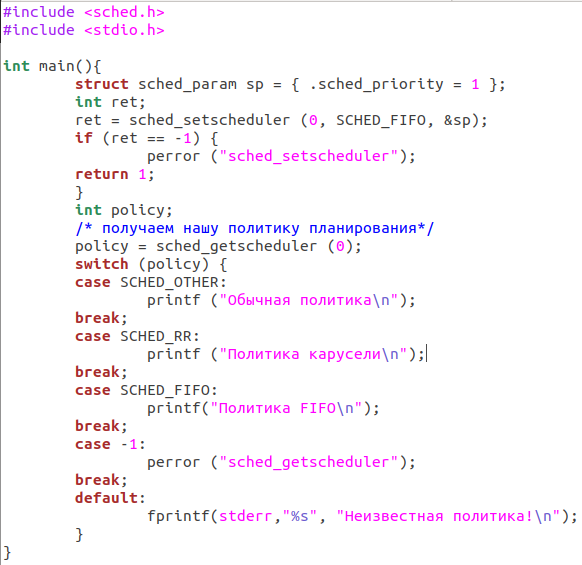 #include <sched.h>
#include <stdio.h>

int main(){
        struct sched_param sp = { .sched_priority = 1 };
        int ret;
        ret = sched_setscheduler (0, SCHED_FIFO, &sp);
        if (ret == -1) {
                perror ("sched_setscheduler");
        return 1;
        }
        int policy;
        /* получаем нашу политику планирования*/
        policy = sched_getscheduler (0);
        switch (policy) {
        case SCHED_OTHER:
                printf ("Обычная политика\n");
        break;
        case SCHED_RR:
                printf ("Политика карусели\n");
        break;
        case SCHED_FIFO:
                printf("Политика FIFO\n");
        break;
        case -1:
                perror ("sched_getscheduler");
        break;
        default:
                fprintf(stderr,"%s", "Неизвестная политика!\n");
        }
}